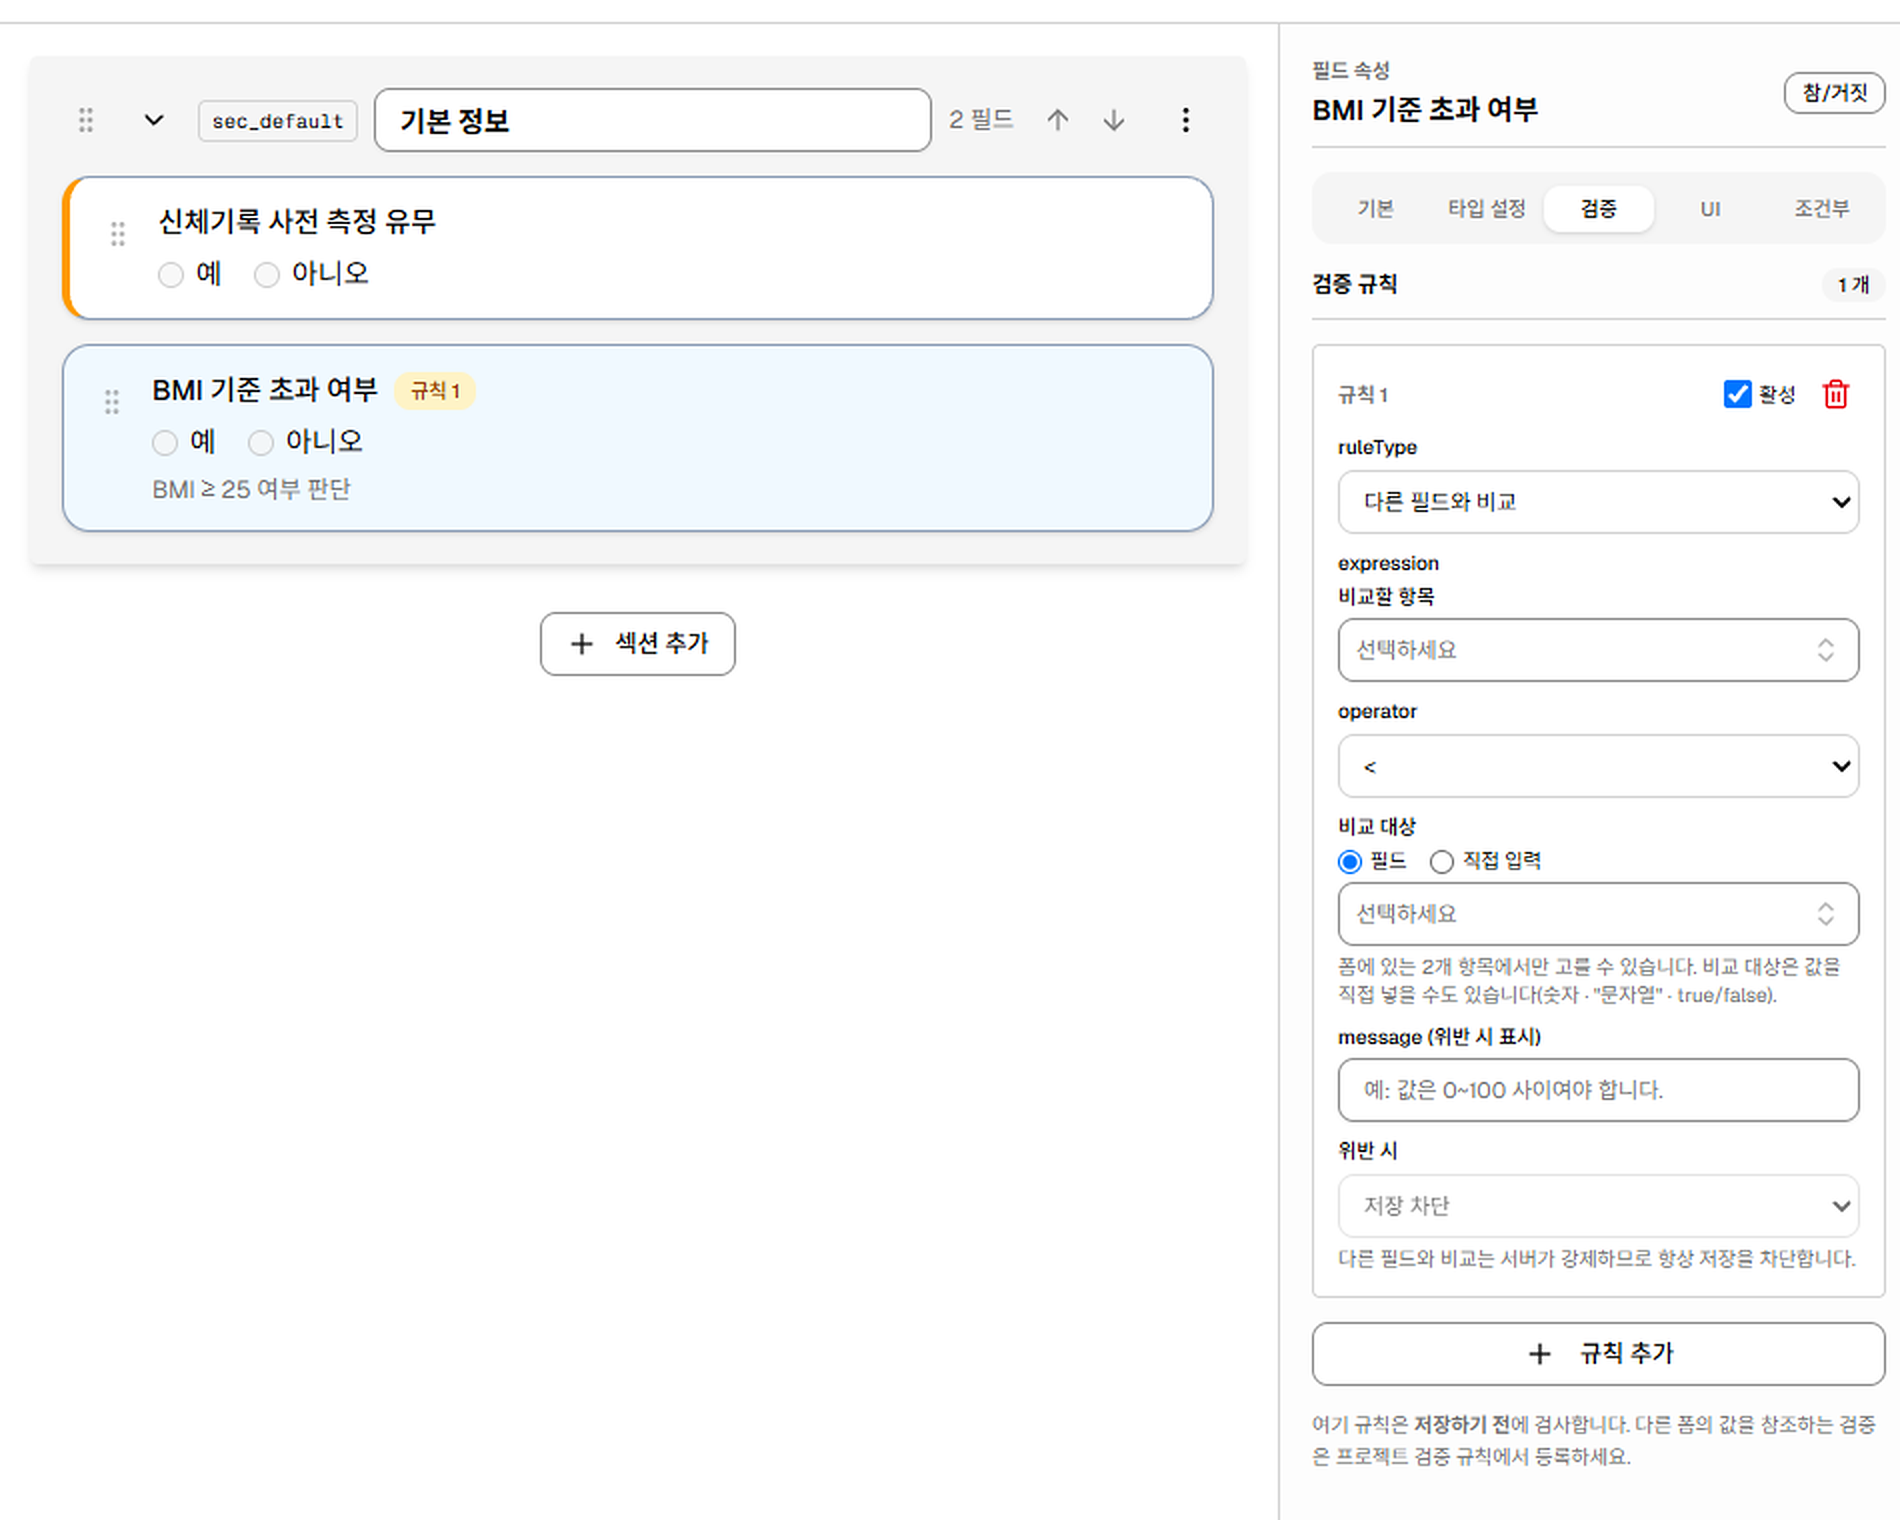 sec_default
기본 정보
2 필드
신체기록 사전 측정 유무
예 아니오
BMI 기준 초과 여부 규칙 1
예 아니오
BMI ≥ 25 여부 판단
섹션 추가
필드 속성
BMI 기준 초과 여부
참/거짓
기본 타입 설정 검증 UI 조건부
검증 규칙 1 개
규칙 1 활성
ruleType
다른 필드와 비교
expression
비교할 항목
선택하세요
operator
<
비교 대상
필드 직접 입력
선택하세요
폼에 있는 2개 항목에서만 고를 수 있습니다. 비교 대상은 값을
직접 넣을 수도 있습니다(숫자 · "문자열" · true/false).
message (위반 시 표시)
예: 값은 0~100 사이여야 합니다.
위반 시
저장 차단
다른 필드와 비교는 서버가 강제하므로 항상 저장을 차단합니다.
규칙 추가
여기 규칙은 저장하기 전에 검사합니다. 다른 폼의 값을 참조하는 검증
은 프로젝트 검증 규칙에서 등록하세요.